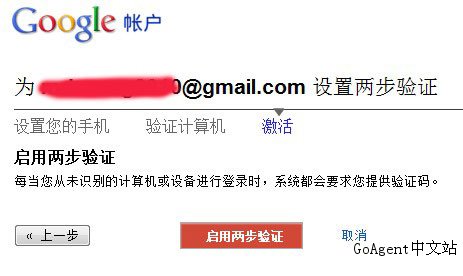 Google 帐户
为 0@gmail.com 设置两步验证
设置您的手机 验证计算机 激活
启用两步验证
每当您从未识别的计算机或设备进行登录时，系统都会要求您提供验证码。
« 上一步 启用两步验证 取消
GoAgent中文站